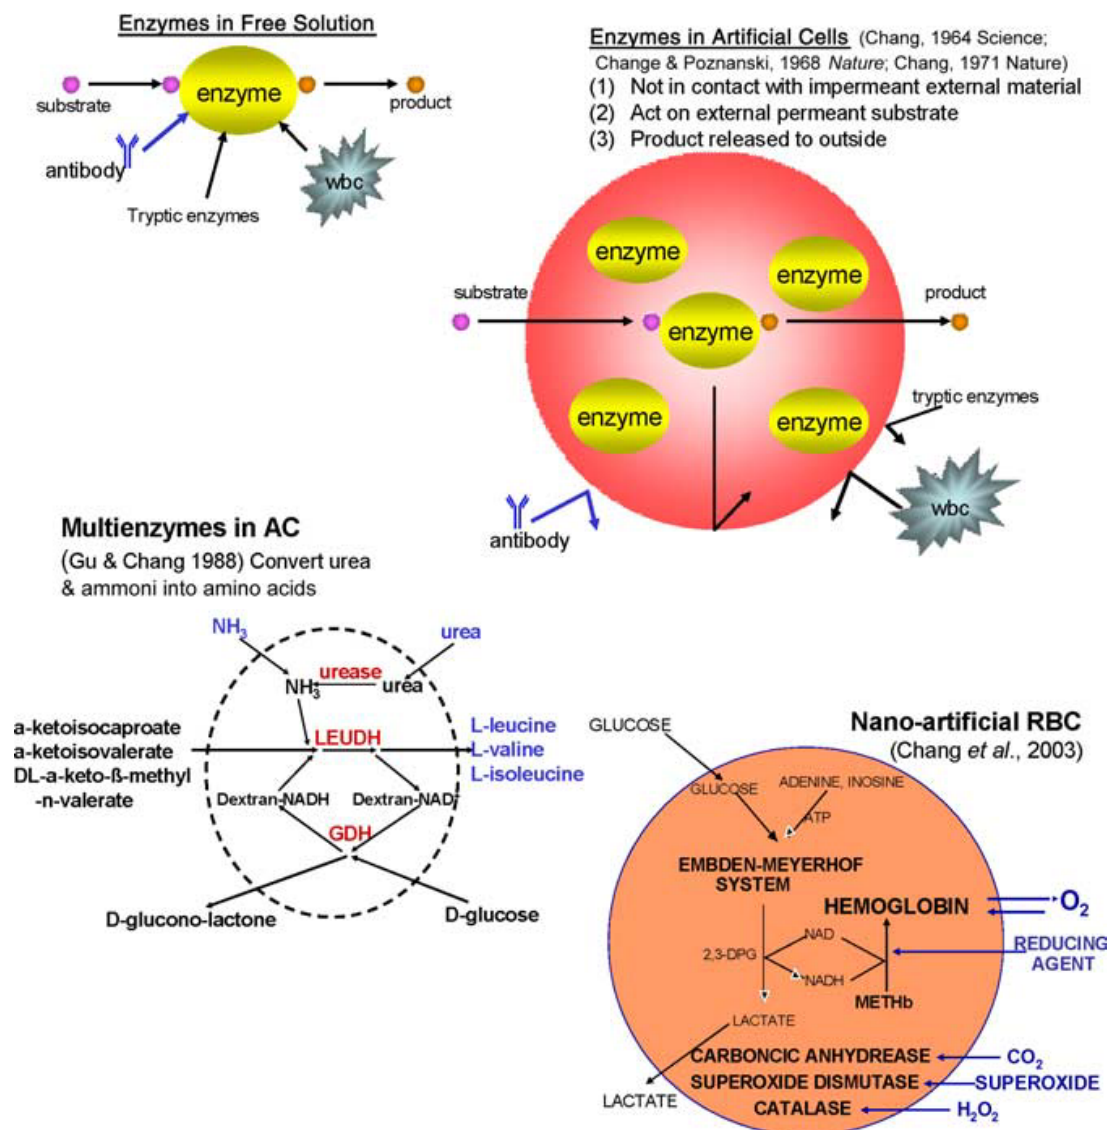 Enzymes in Free Solution
substrate
enzyme
product
antibody
Tryptic enzymes
wbc
Enzymes in Artificial Cells (Chang, 1964 Science;
Change & Poznanski, 1968 Nature; Chang, 1971 Nature)
(1) Not in contact with impermeant external material
(2) Act on external permeant substrate
(3) Product released to outside
enzyme
enzyme
substrate
enzyme
product
enzyme
enzyme
tryptic enzymes
wbc
antibody
Multienzymes in AC
(Gu & Chang 1988) Convert urea
& ammoni into amino acids
NH₃
urea
urease
NH₃
urea
a-ketoisocaproate
a-ketoisovalerate
DL-a-keto-ß-methyl
-n-valerate
LEUDH
L-leucine
L-valine
L-isoleucine
Dextran-NADH
Dextran-NAD⁺
GDH
D-glucono-lactone
D-glucose
Nano-artificial RBC
(Chang et al., 2003)
GLUCOSE
GLUCOSE
ADENINE, INOSINE
ATP
EMBDEN-MEYERHOF
SYSTEM
HEMOGLOBIN
O₂
2,3-DPG
NAD
NADH
REDUCING
AGENT
METHb
LACTATE
LACTATE
CARBONCIC ANHYDREASE
CO₂
SUPEROXIDE DISMUTASE
SUPEROXIDE
CATALASE
H₂O₂